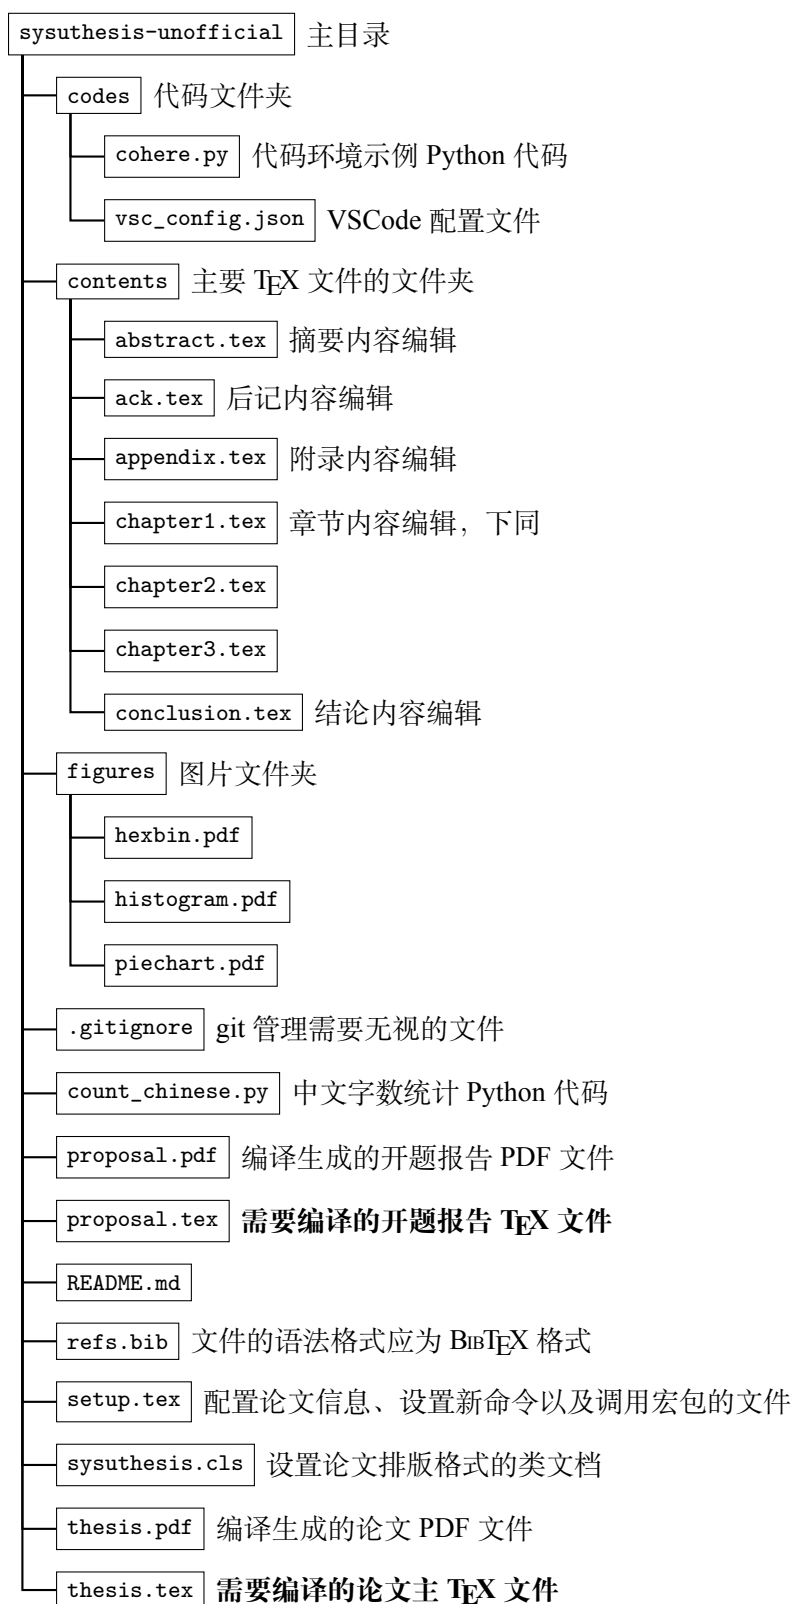 sysuthesis-unofficial 主目录
codes 代码文件夹
cohere.py 代码环境示例 Python 代码
vsc_config.json VSCode 配置文件
contents 主要 TEX 文件的文件夹
abstract.tex 摘要内容编辑
ack.tex 后记内容编辑
appendix.tex 附录内容编辑
chapter1.tex 章节内容编辑，下同
chapter2.tex
chapter3.tex
conclusion.tex 结论内容编辑
figures 图片文件夹
hexbin.pdf
histogram.pdf
piechart.pdf
.gitignore git 管理需要无视的文件
count_chinese.py 中文字数统计 Python 代码
proposal.pdf 编译生成的开题报告 PDF 文件
proposal.tex 需要编译的开题报告 TEX 文件
README.md
refs.bib 文件的语法格式应为 BIBTEX 格式
setup.tex 配置论文信息、设置新命令以及调用宏包的文件
sysuthesis.cls 设置论文排版格式的类文档
thesis.pdf 编译生成的论文 PDF 文件
thesis.tex 需要编译的论文主 TEX 文件